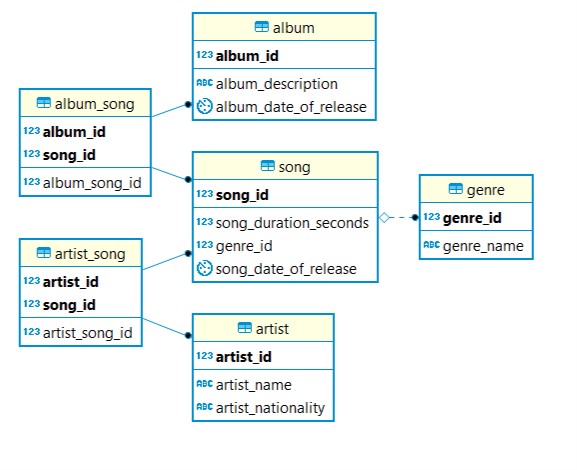 album
123 album_id
ABC album_description
album_date_of_release
album_song
123 album_id
123 song_id
123 album_song_id
song
123 song_id
123 song_duration_seconds
123 genre_id
song_date_of_release
genre
123 genre_id
ABC genre_name
artist_song
123 artist_id
123 song_id
123 artist_song_id
artist
123 artist_id
ABC artist_name
ABC artist_nationality